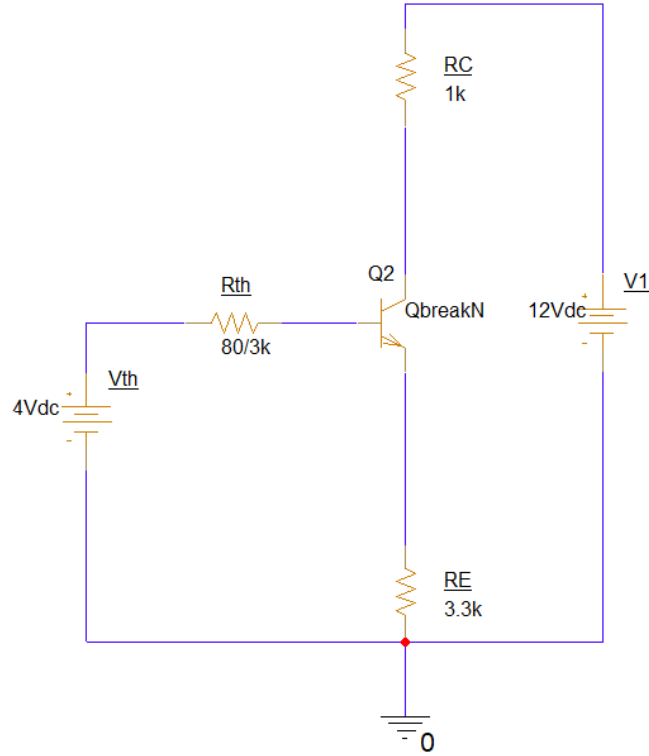 RC
1k
Q2
Rth
QbreakN
V1
12Vdc
80/3k
Vth
4Vdc
RE
3.3k
0